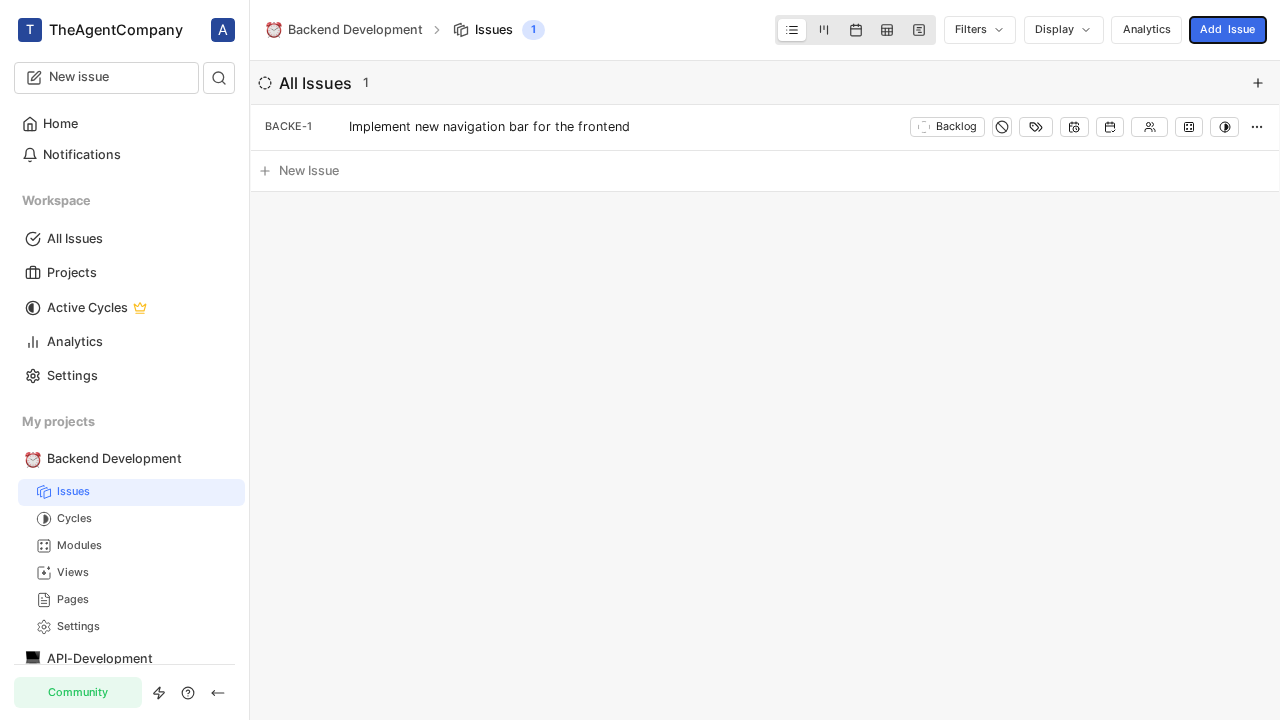 T TheAgentCompany A
New issue
Home
Notifications
Workspace
All Issues
Projects
Active Cycles
Analytics
Settings
My projects
Backend Development
Issues
Cycles
Modules
Views
Pages
Settings
API-Development
Community
Backend Development Issues 1
Filters Display Analytics Add Issue
All Issues 1
BACKE-1 Implement new navigation bar for the frontend Backlog
New Issue